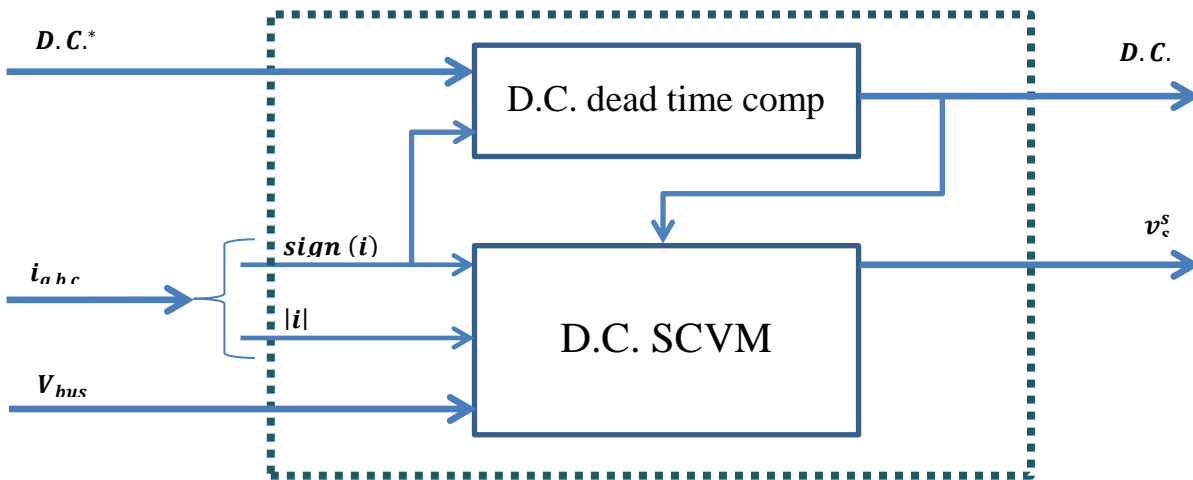 D.C.*
D.C. dead time comp
D.C.
sign (i)
v_s^s
i_abc
|i|
D.C. SCVM
V_bus